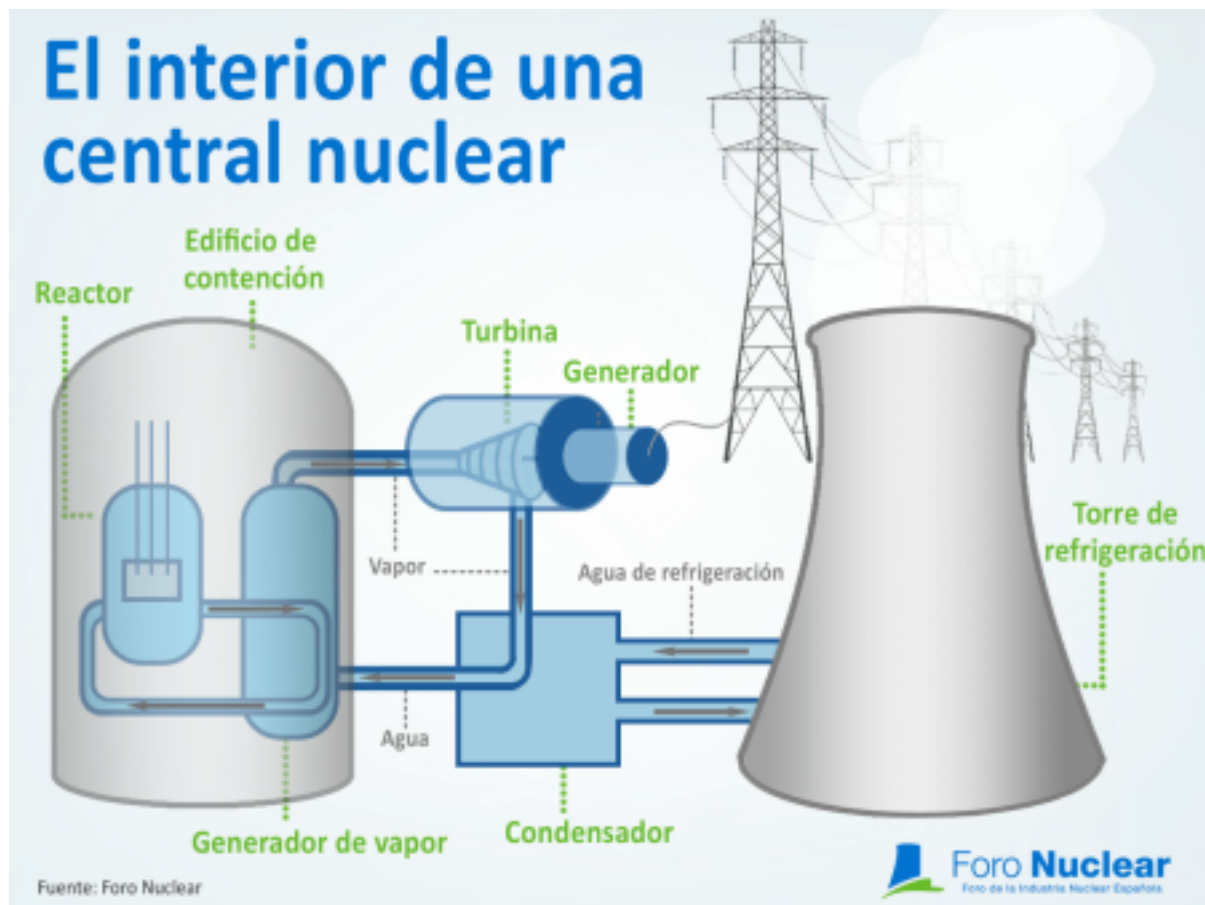 El interior de una
central nuclear
Edificio de
contención
Reactor
Turbina
Generador
Torre de
refrigeración
Vapor
Agua de refrigeración
Agua
Generador de vapor
Condensador
Fuente: Foro Nuclear
Foro Nuclear
Foro de la Industria Nuclear Española